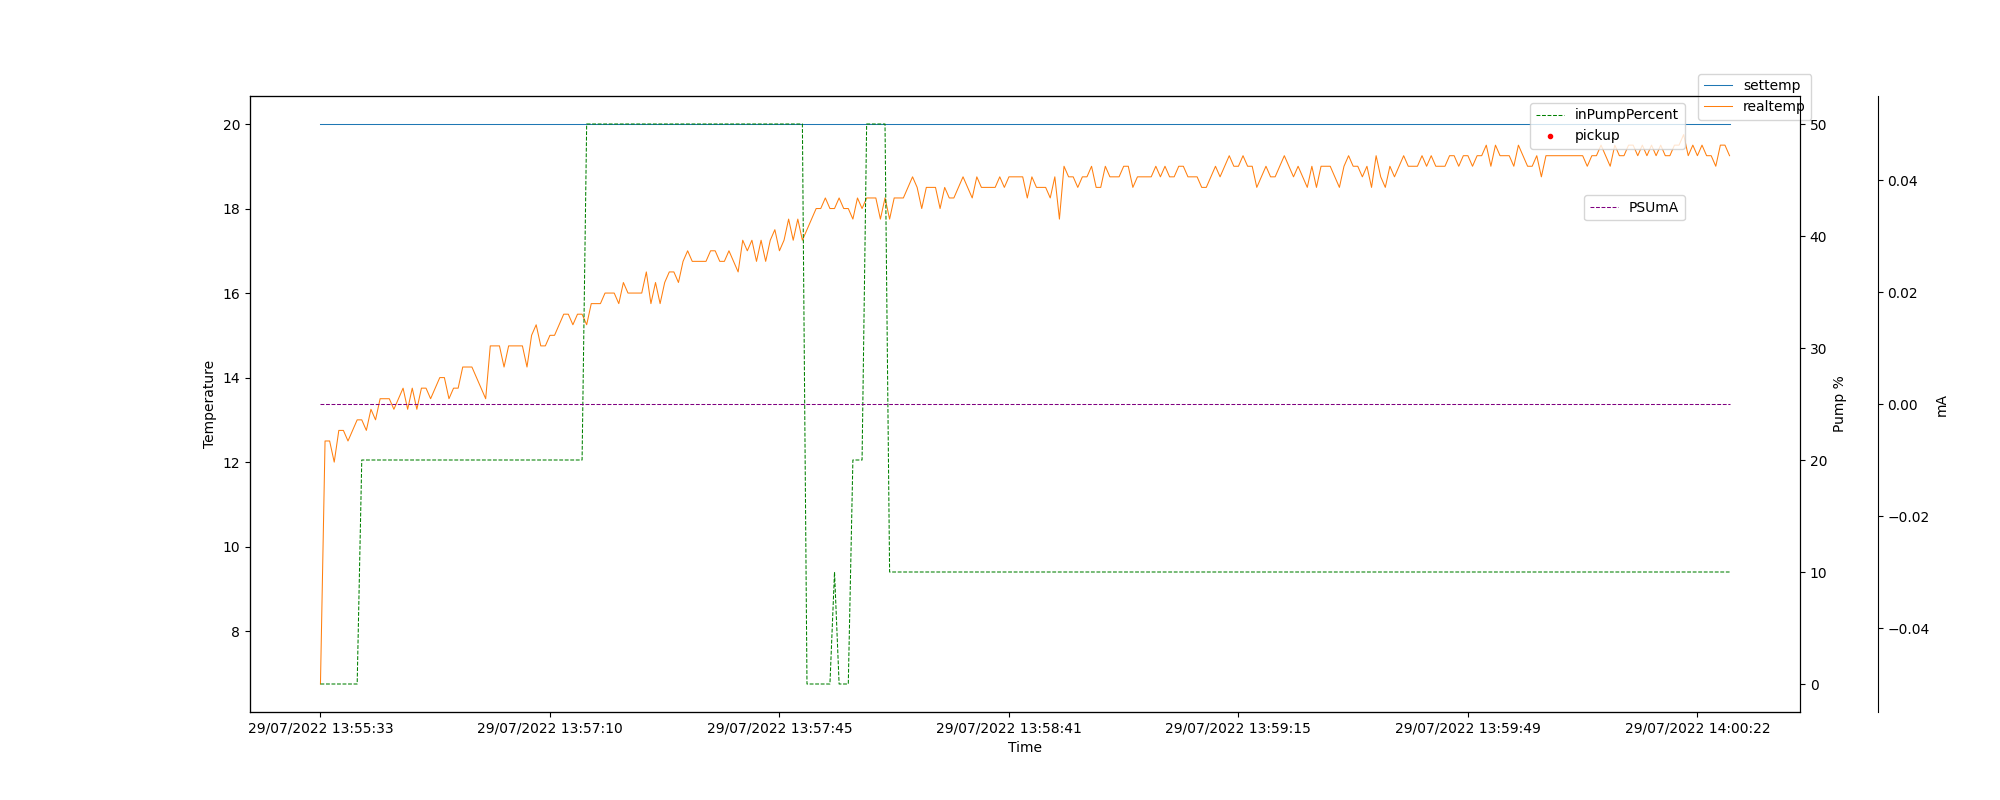 settemp
realtemp
inPumpPercent
pickup
PSUmA
20
18
16
14
12
10
8
Temperature
50
40
30
20
10
0
Pump %
0.04
0.02
0.00
−0.02
−0.04
mA
29/07/2022 13:55:33
29/07/2022 13:57:10
29/07/2022 13:57:45
29/07/2022 13:58:41
29/07/2022 13:59:15
29/07/2022 13:59:49
29/07/2022 14:00:22
Time